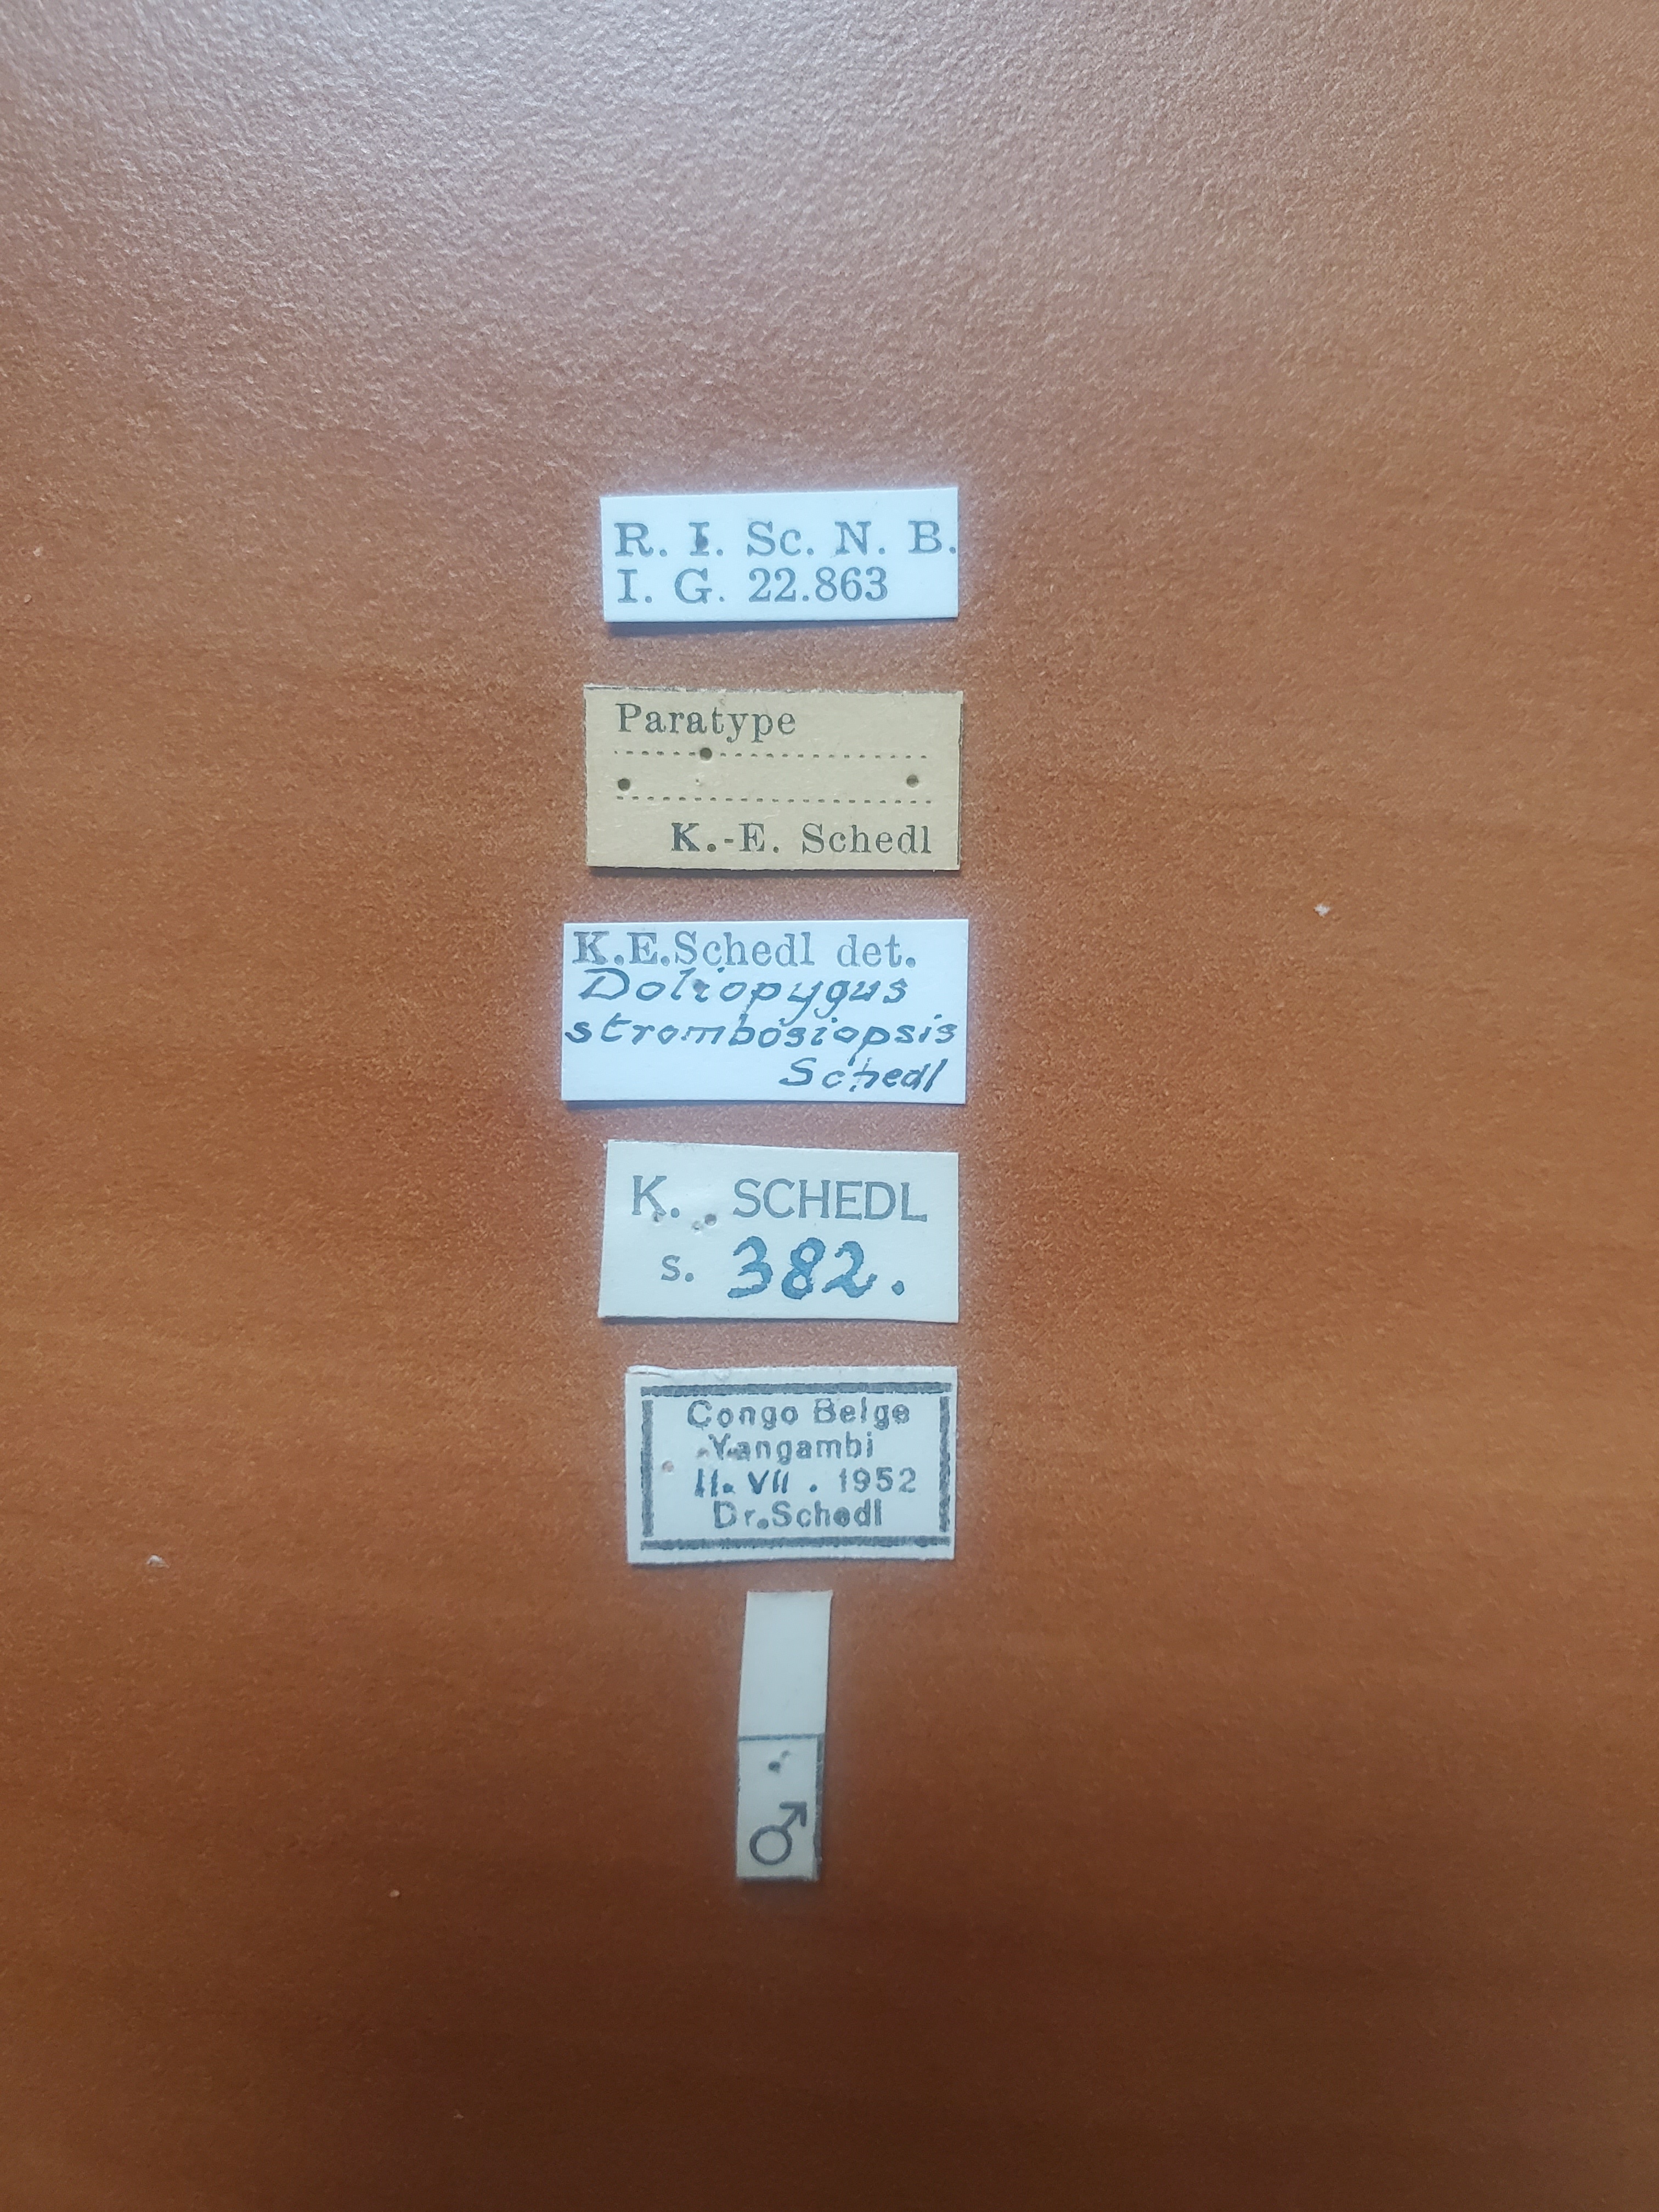 R. I. Sc. N. B.
I. G. 22.863
Paratype
K.-E. Schedl
K.E.Schedl det.
Doliopygus
strombosiopsis
Schedl
K. SCHEDL
s. 382.
Congo Belge
Yangambi
11. VII . 1952
Dr.Schedl
♂